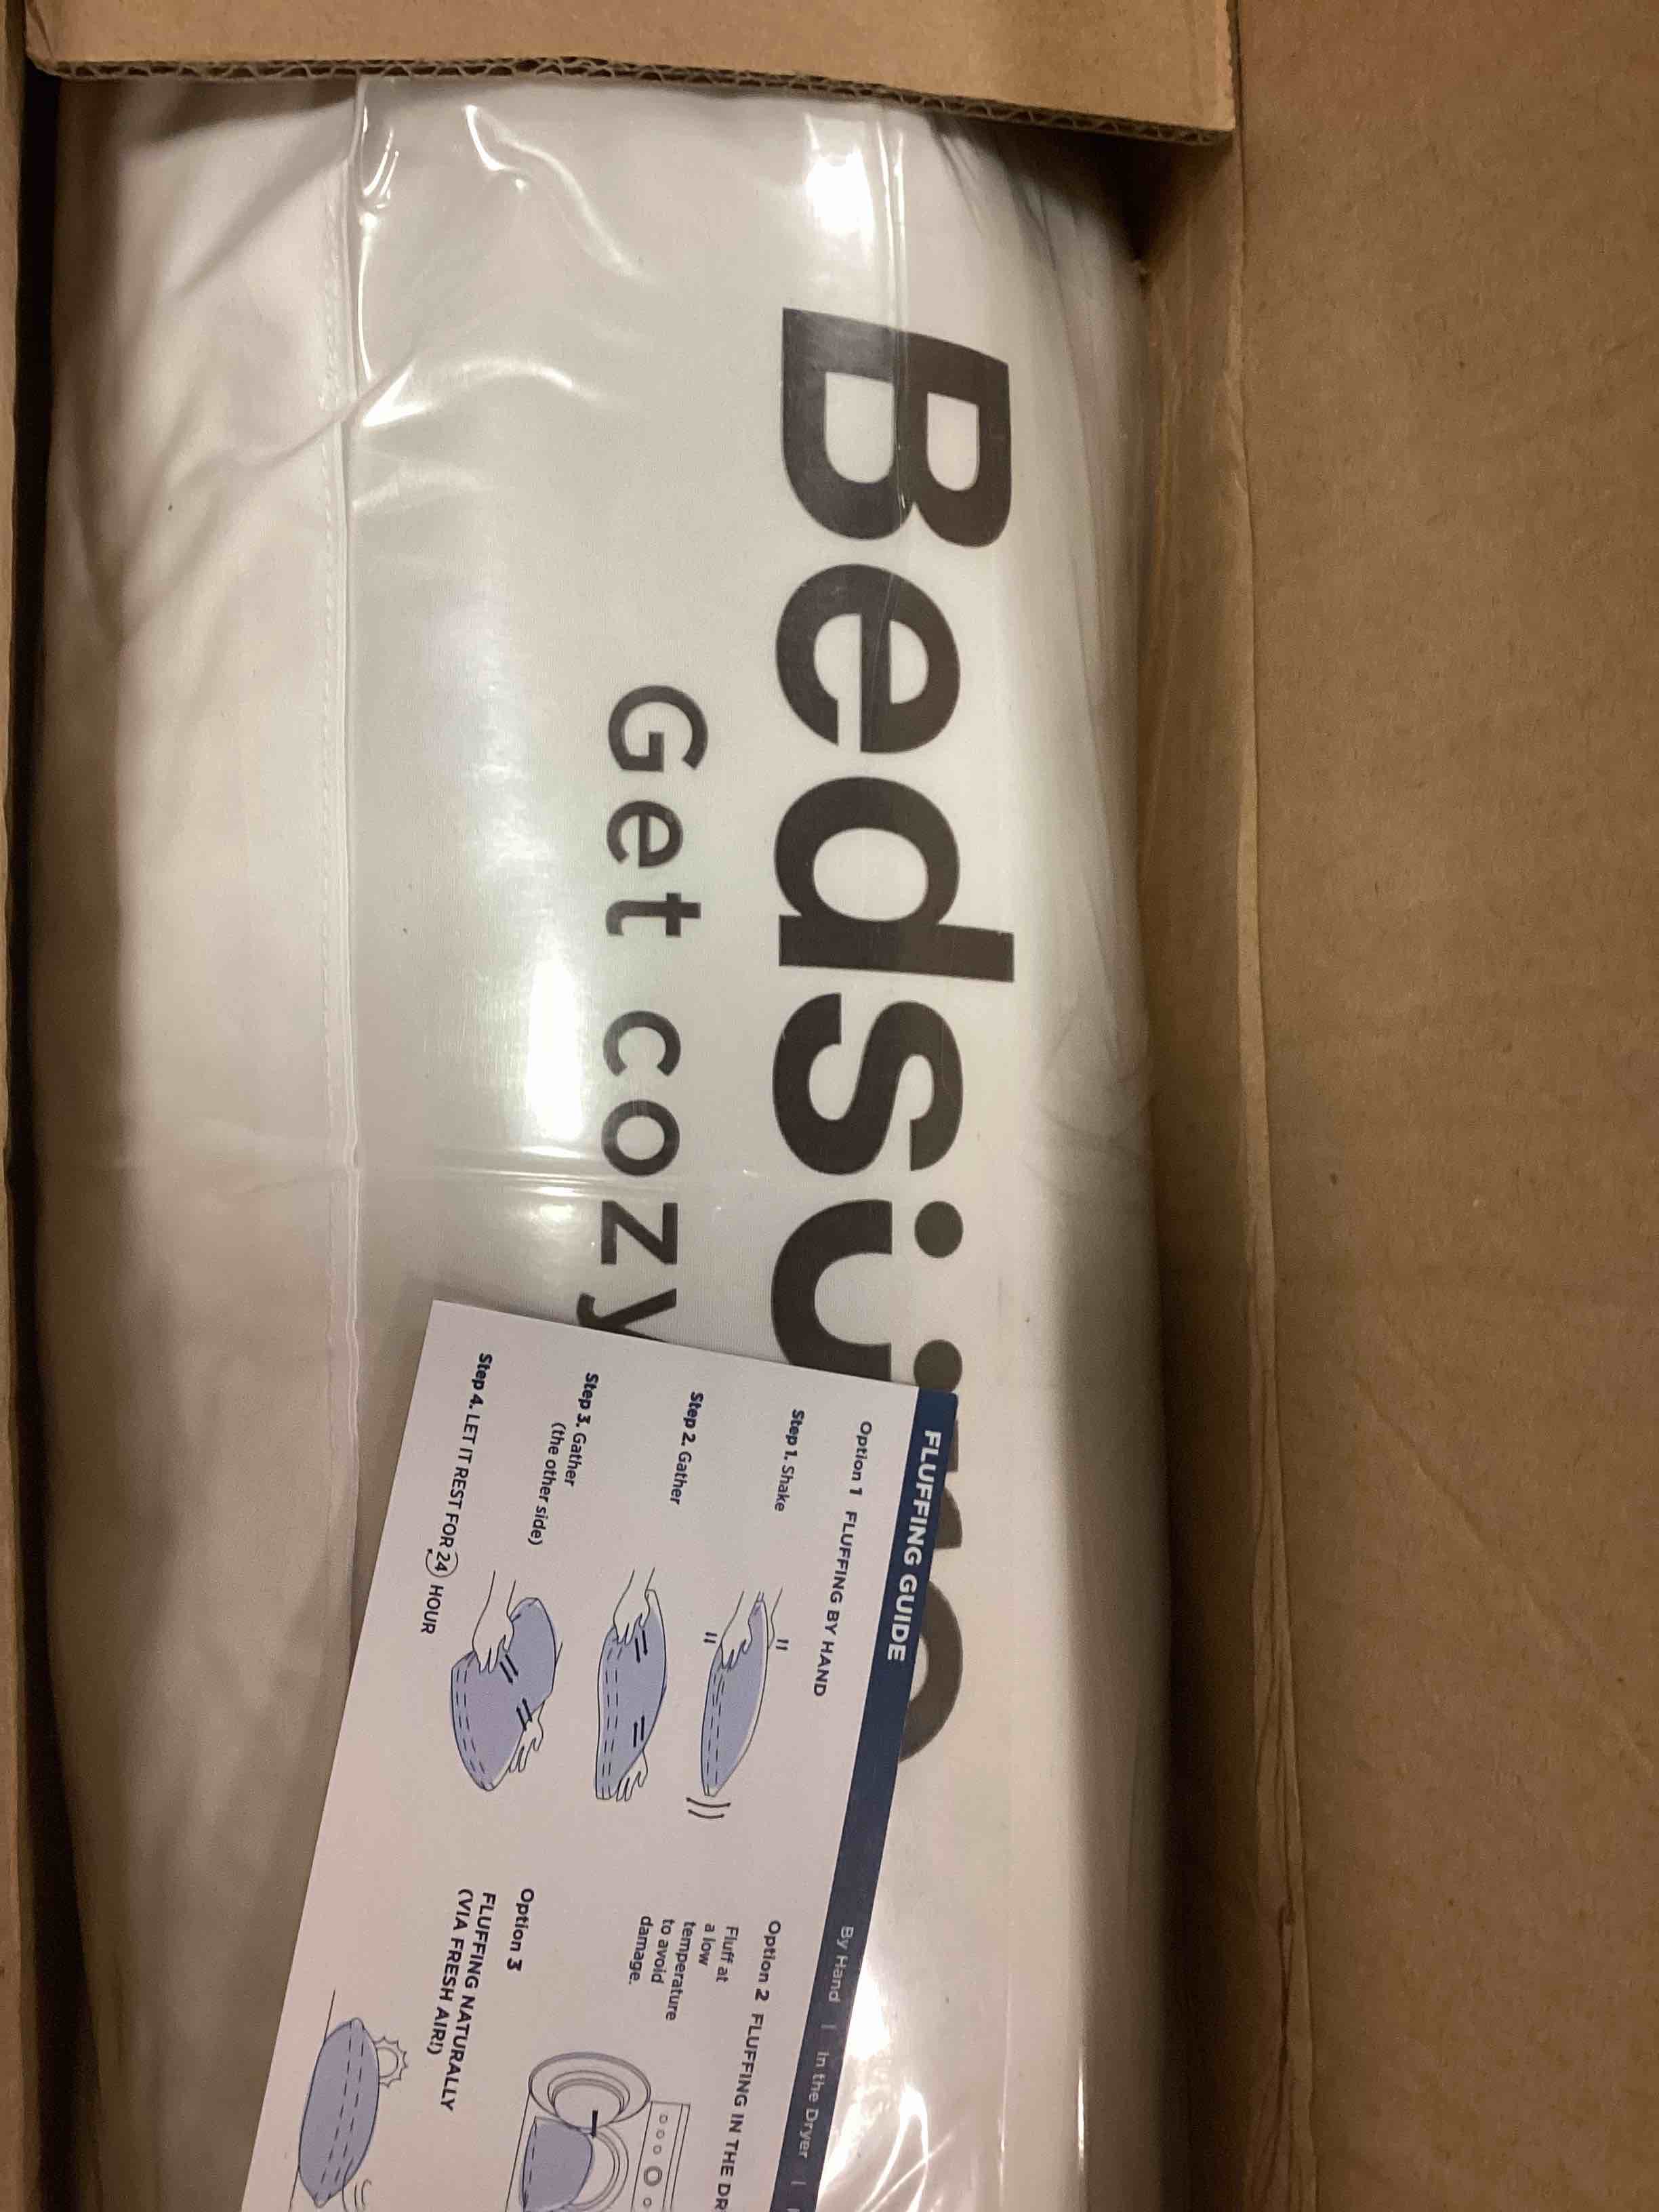 Bedsure
Get cozy
FLUFFING GUIDE
By Hand | In the Dryer |
Option 1 FLUFFING BY HAND
Step 1. Shake
Step 2. Gather
Step 3. Gather
(the other side)
Step 4. LET IT REST FOR 24 HOUR
Option 2 FLUFFING IN THE DR
Fluff at
a low
temperature
to avoid
damage.
Option 3
FLUFFING NATURALLY
(VIA FRESH AIR!)